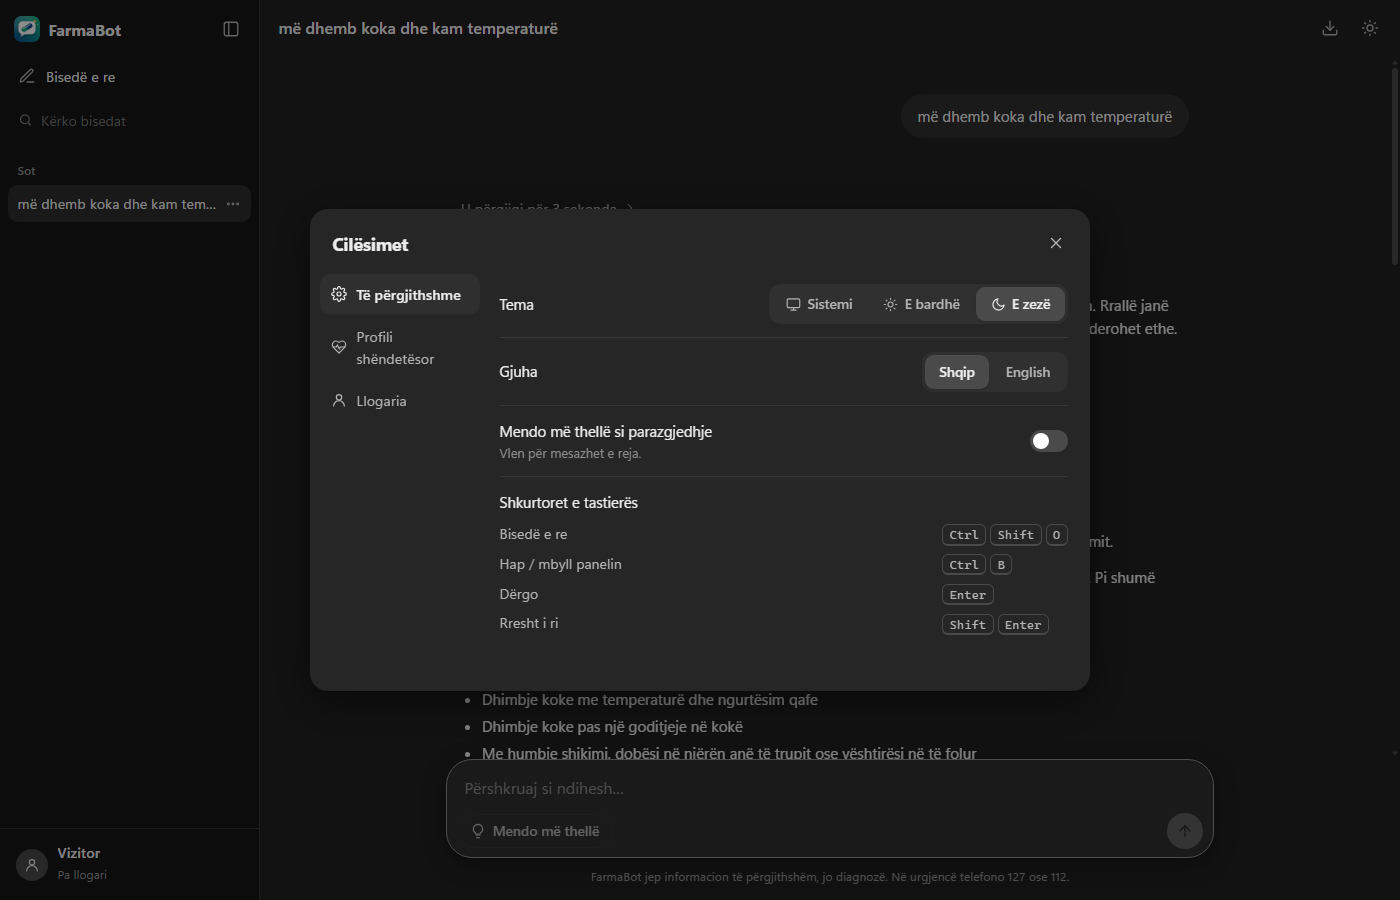 FarmaBot
Bisedë e re
Kërko bisedat
Sot
më dhemb koka dhe kam tem...
Vizitor
Pa llogari
më dhemb koka dhe kam temperaturë
më dhemb koka dhe kam temperaturë
U përgjigj për 3 sekonda
Rrallë janë
derohet ethe.
mit.
Pi shumë
Cilësimet
Të përgjithshme
Profili
shëndetësor
Llogaria
Tema Sistemi E bardhë E zezë
Gjuha Shqip English
Mendo më thellë si parazgjedhje
Vlen për mesazhet e reja.
Shkurtoret e tastierës
Bisedë e re Ctrl Shift O
Hap / mbyll panelin Ctrl B
Dërgo Enter
Rresht i ri Shift Enter
• Dhimbje koke me temperaturë dhe ngurtësim qafe
• Dhimbje koke pas një goditjeje në kokë
• Me humbje shikimi, dobësi në njërën anë të trupit ose vështirësi në të folur
Përshkruaj si ndihesh...
Mendo më thellë
FarmaBot jep informacion të përgjithshëm, jo diagnozë. Në urgjencë telefono 127 ose 112.